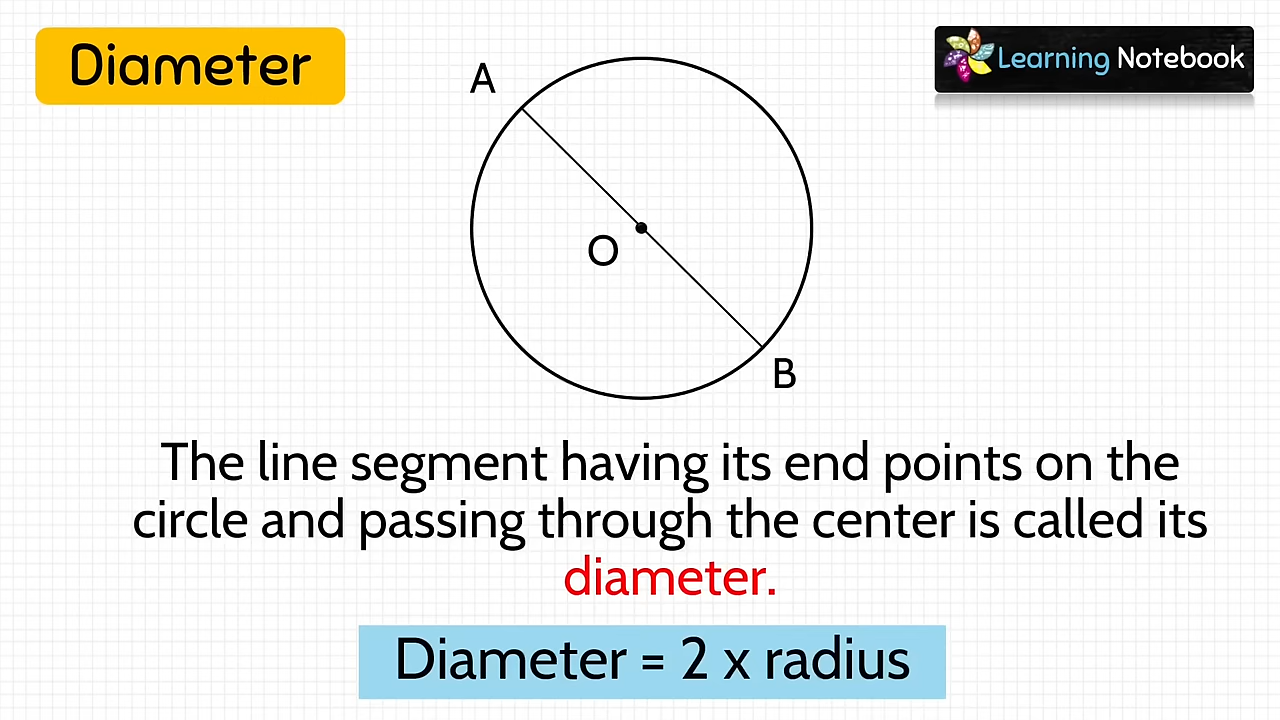 Diameter
Learning Notebook
A
O
B
The line segment having its end points on the
circle and passing through the center is called its
diameter.
Diameter = 2 x radius